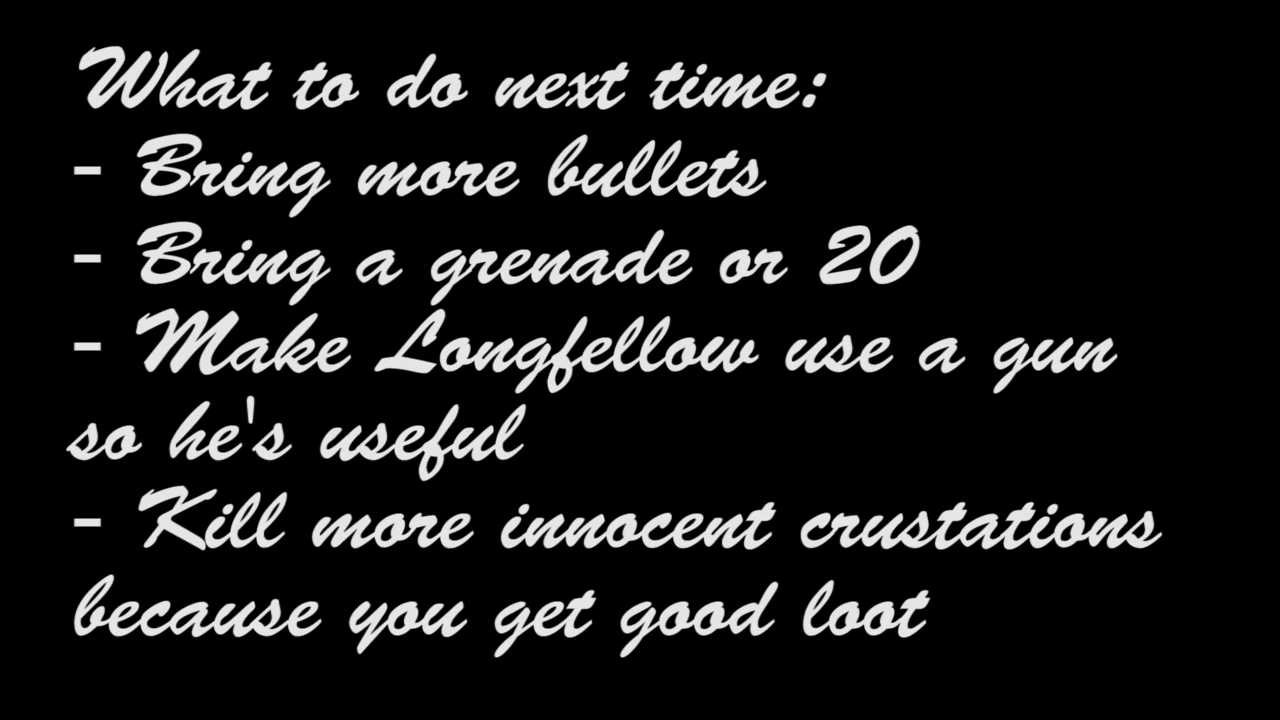 What to do next time:
- Bring more bullets
- Bring a grenade or 20
- Make Longfellow use a gun
so he's useful
- Kill more innocent crustations
because you get good loot